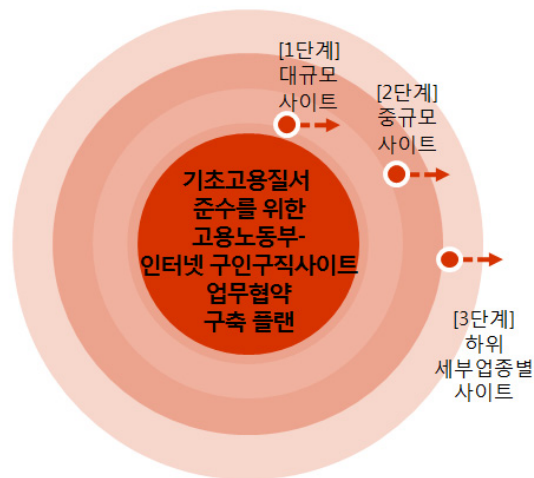 [1단계]
대규모
사이트
[2단계]
중규모
사이트
기초고용질서
준수를 위한
고용노동부-
인터넷 구인구직사이트
업무협약
구축 플랜
[3단계]
하위
세부업종별
사이트